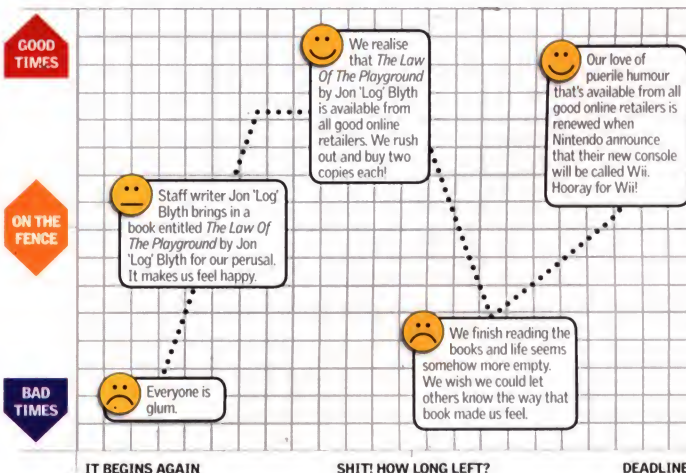 GOOD
TIMES
We realise
that The Law
Of The Playground
by Jon 'Log' Blyth
is available from
all good online
retailers. We rush
out and buy two
copies each!
Our love of
puerile humour
that's available from all
good online retailers is
renewed when
Nintendo announce
that their new console
will be called Wii.
Hooray for Wii!
ON THE
FENCE
Staff writer Jon 'Log'
Blyth brings in a
book entitled The Law Of
The Playground by Jon
'Log' Blyth for our perusal.
It makes us feel happy.
We finish reading the
books and life seems
somehow more empty.
We wish we could let
others know the way that
book made us feel.
BAD
TIMES
Everyone is
glum.
IT BEGINS AGAIN
SHIT! HOW LONG LEFT?
DEADLINE